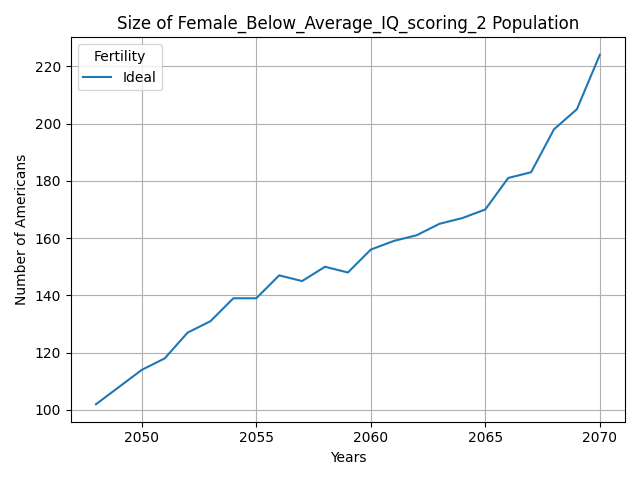 Size of Female_Below_Average_IQ_scoring_2 Population
Fertility
Ideal
Number of Americans
220
200
180
160
140
120
100
2050 2055 2060 2065 2070
Years